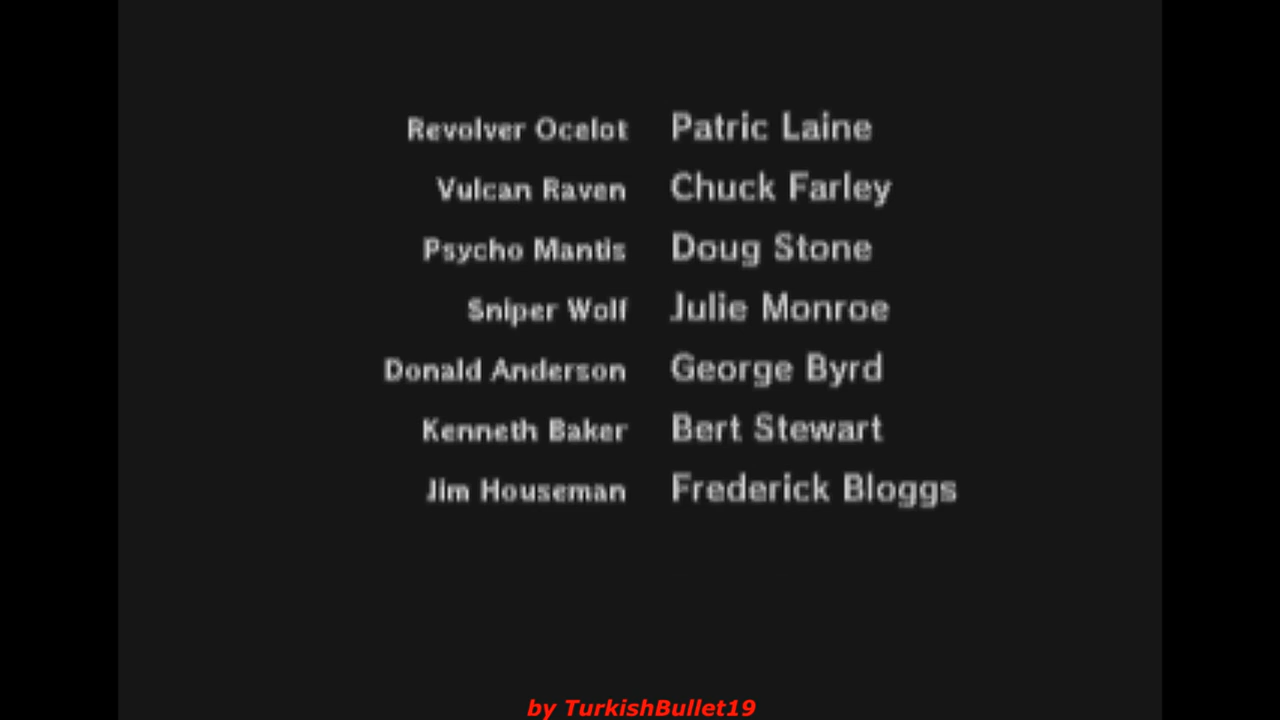 Revolver Ocelot Patric Laine
Vulcan Raven Chuck Farley
Psycho Mantis Doug Stone
Sniper Wolf Julie Monroe
Donald Anderson George Byrd
Kenneth Baker Bert Stewart
Jim Houseman Frederick Bloggs
by TurkishBullet19